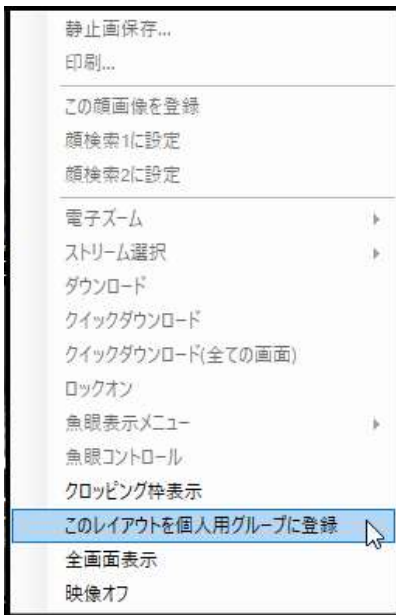 静止画保存...
印刷...
この顔画像を登録
顔検索1に設定
顔検索2に設定
電子ズーム
ストリーム選択
ダウンロード
クイックダウンロード
クイックダウンロード(全ての画面)
ロックオン
魚眼表示メニュー
魚眼コントロール
クロッピング枠表示
このレイアウトを個人用グループに登録
全画面表示
映像オフ